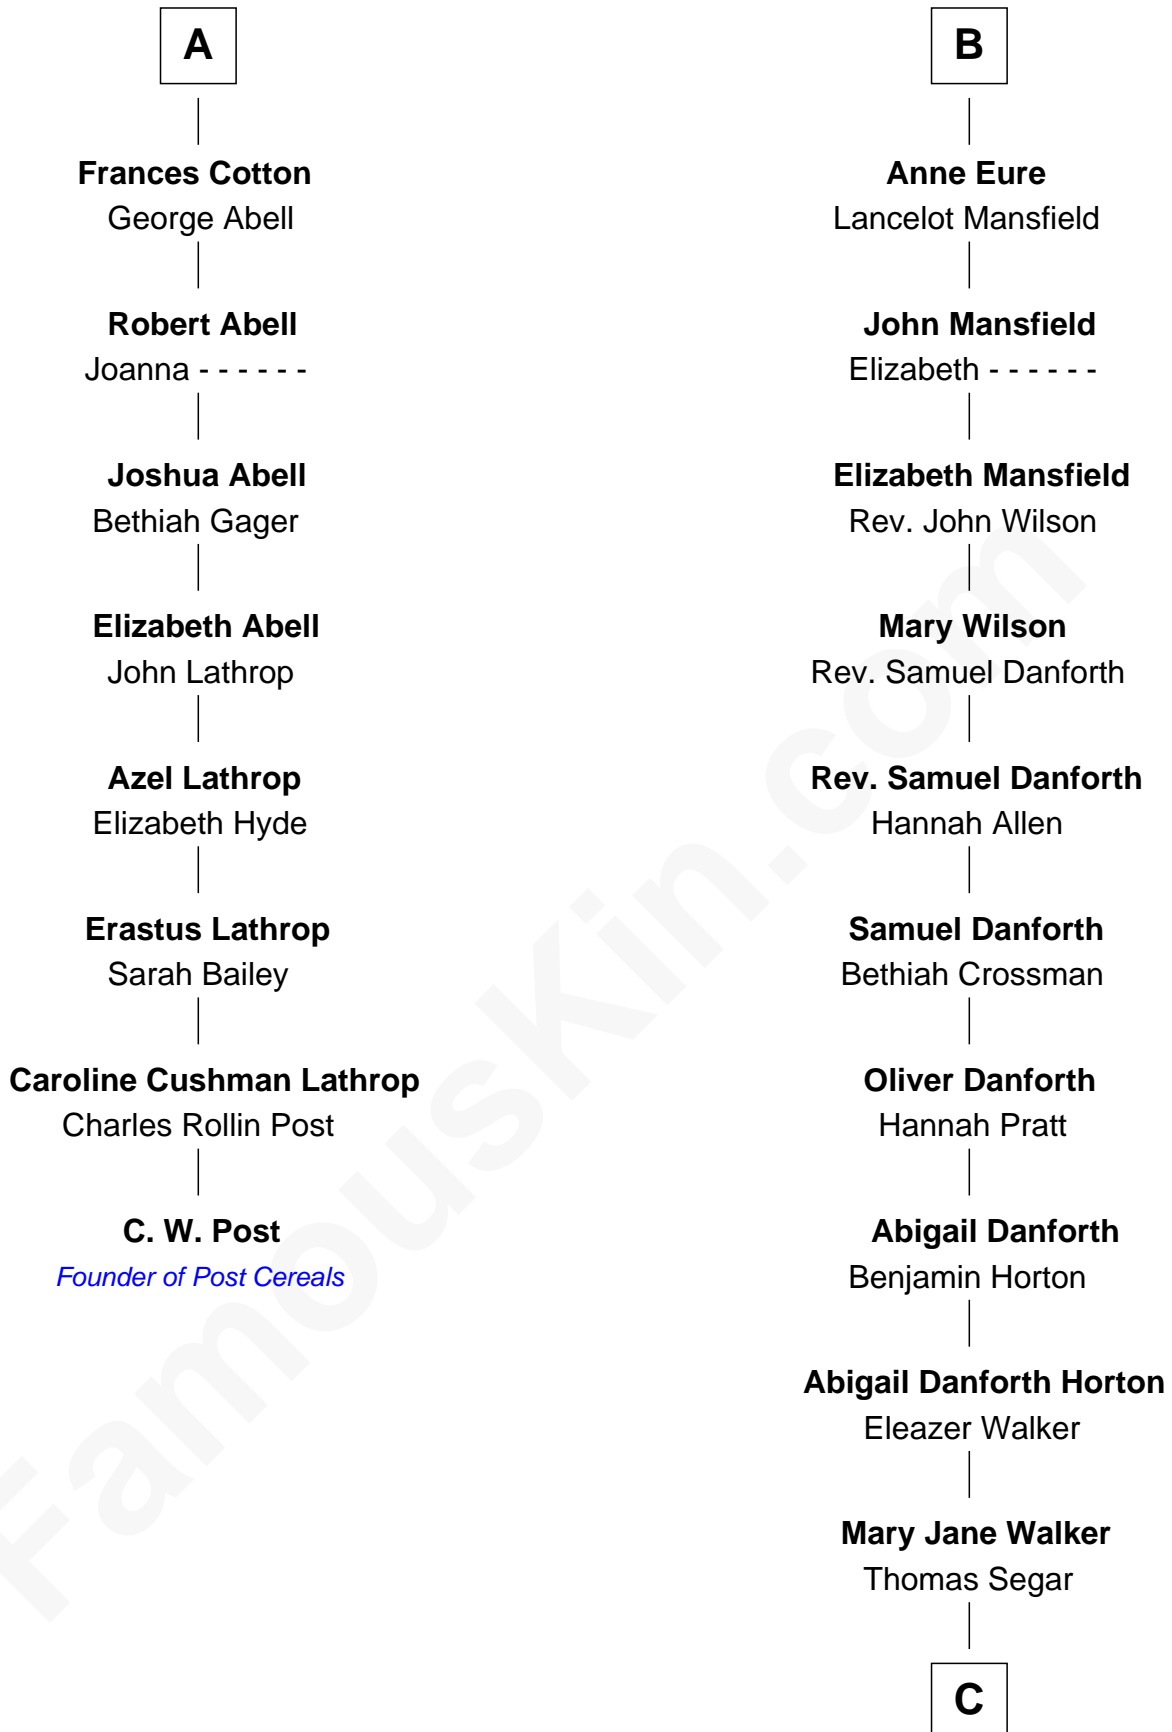 A
Frances Cotton
George Abell
Robert Abell
Joanna - - - - - -
Joshua Abell
Bethiah Gager
Elizabeth Abell
John Lathrop
Azel Lathrop
Elizabeth Hyde
Erastus Lathrop
Sarah Bailey
Caroline Cushman Lathrop
Charles Rollin Post
C. W. Post
Founder of Post Cereals
B
Anne Eure
Lancelot Mansfield
John Mansfield
Elizabeth - - - - - -
Elizabeth Mansfield
Rev. John Wilson
Mary Wilson
Rev. Samuel Danforth
Rev. Samuel Danforth
Hannah Allen
Samuel Danforth
Bethiah Crossman
Oliver Danforth
Hannah Pratt
Abigail Danforth
Benjamin Horton
Abigail Danforth Horton
Eleazer Walker
Mary Jane Walker
Thomas Segar
C
FamousKin.com